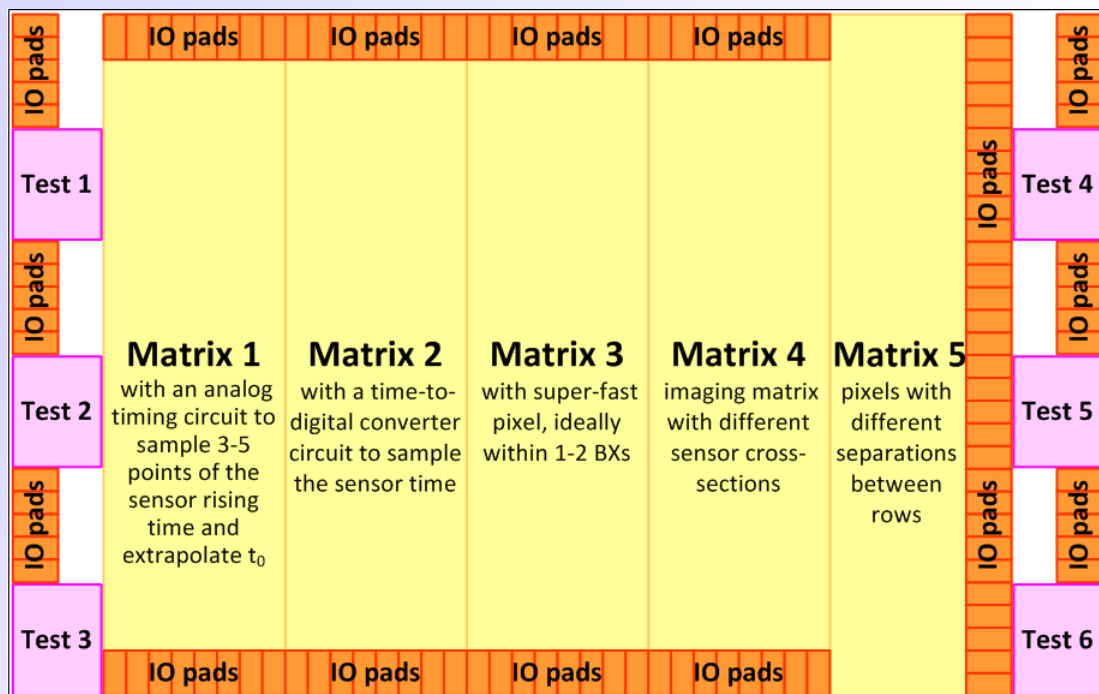 IO pads
IO pads
IO pads
IO pads
IO pads
IO pads
Test 1
IO pads
Test 2
IO pads
Test 3
Matrix 1
with an analog
timing circuit to
sample 3-5
points of the
sensor rising
time and
extrapolate t₀
Matrix 2
with a time-to-
digital converter
circuit to sample
the sensor time
Matrix 3
with super-fast
pixel, ideally
within 1-2 BXs
Matrix 4
imaging matrix
with different
sensor cross-
sections
Matrix 5
pixels with
different
separations
between
rows
IO pads
IO pads
Test 4
IO pads
Test 5
IO pads
Test 6
IO pads
IO pads
IO pads
IO pads